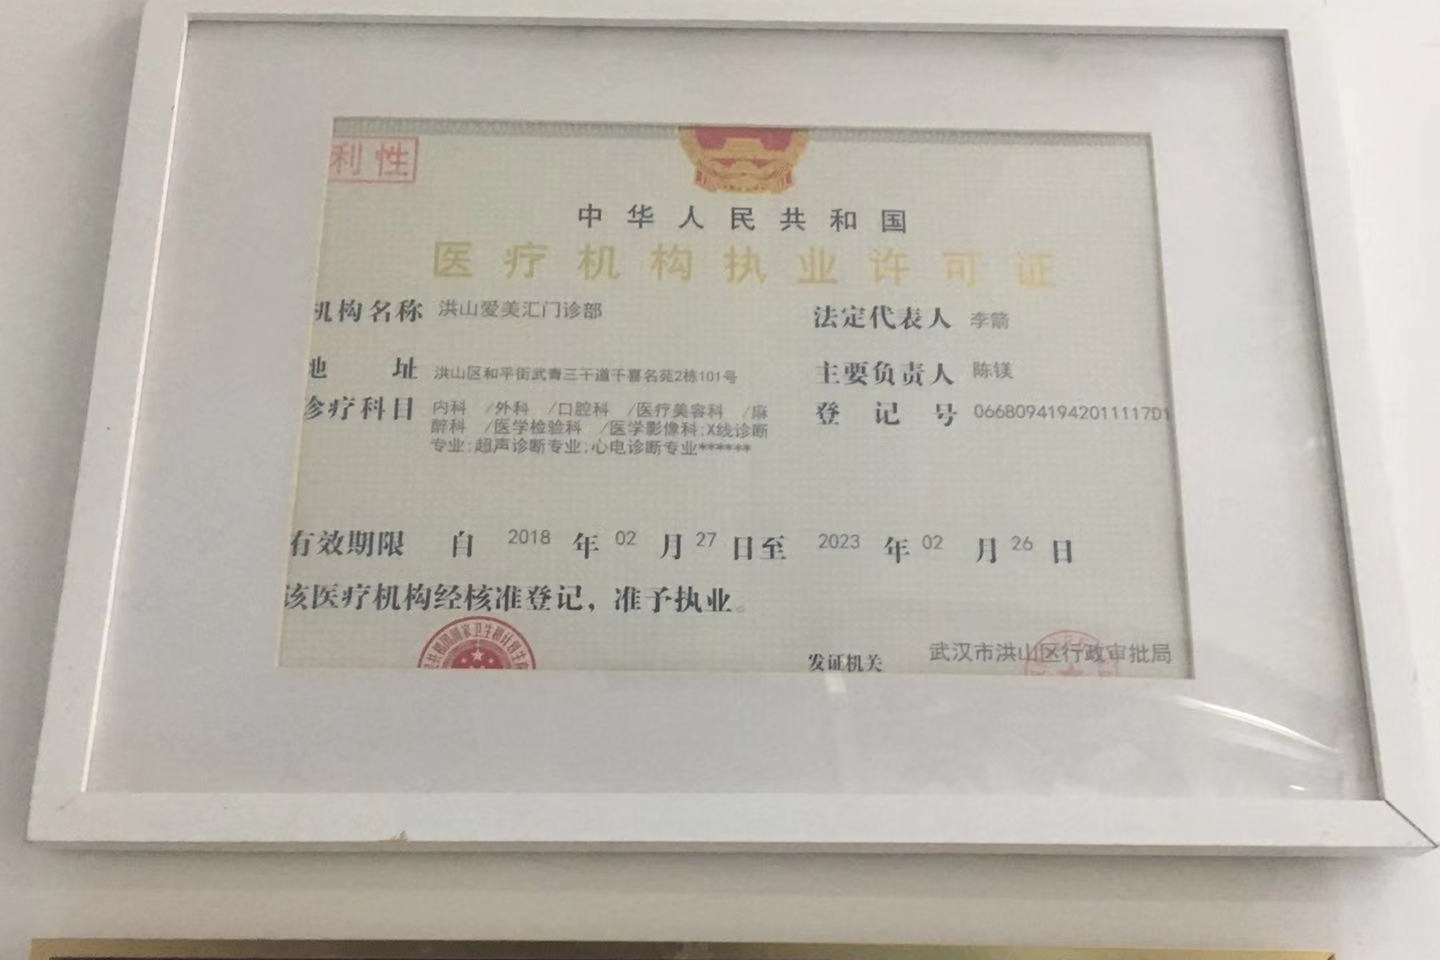 利性
中华人民共和国
医疗机构执业许可证
机构名称 洪山爱美汇门诊部
法定代表人 李箭
地址 洪山区和平街武青三干道千喜名苑2栋101号
主要负责人 陈镁
诊疗科目 内科 /外科 /口腔科 /医疗美容科 /麻
醉科 /医学检验科 /医学影像科;X线诊断
专业;超声诊断专业;心电诊断专业******
登记号 06680941942011117D1
有效期限 自 2018 年 02 月 27 日至 2023 年 02 月 26 日
该医疗机构经核准登记，准予执业。
发证机关 武汉市洪山区行政审批局